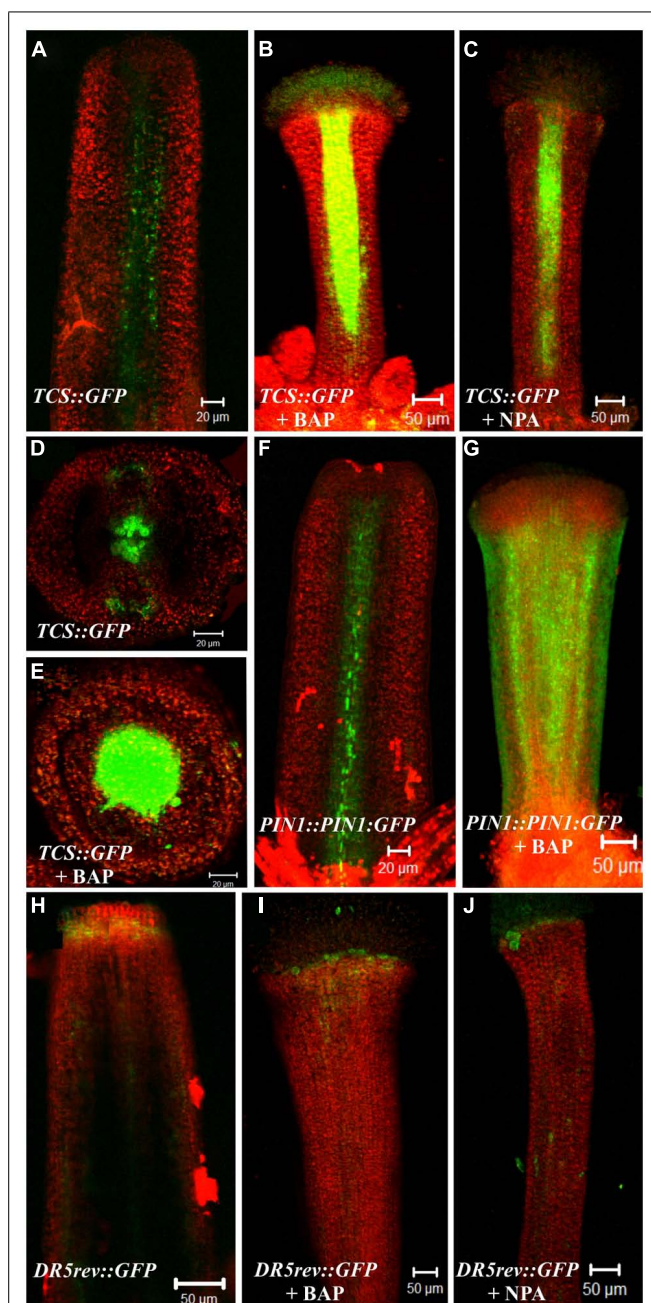 A
TCS::GFP
20 µm
B
TCS::GFP
+ BAP
50 µm
C
TCS::GFP
+ NPA
50 µm
D
TCS::GFP
20 µm
E
TCS::GFP
+ BAP
20 µm
F
PIN1::PIN1:GFP
20 µm
G
PIN1::PIN1:GFP
+ BAP
50 µm
H
DR5rev::GFP
50 µm
I
DR5rev::GFP
+ BAP
50 µm
J
DR5rev::GFP
+ NPA
50 µm